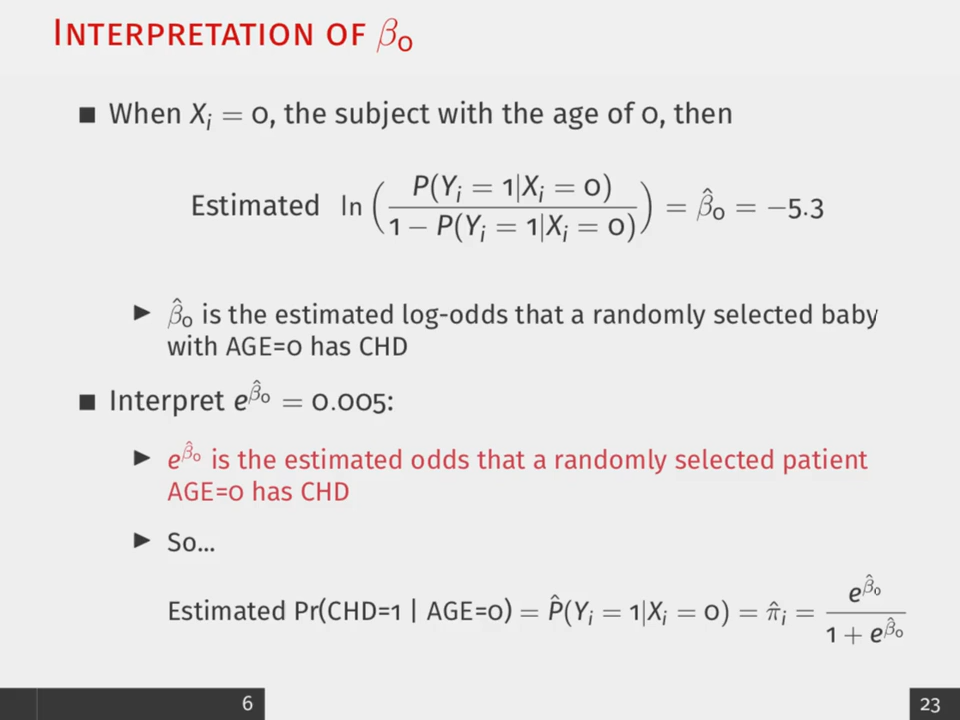 INTERPRETATION OF β₀
■ When Xᵢ = 0, the subject with the age of 0, then
Estimated ln ( P(Yᵢ = 1|Xᵢ = 0) / 1 − P(Yᵢ = 1|Xᵢ = 0) ) = β̂₀ = −5.3
▶ β̂₀ is the estimated log-odds that a randomly selected baby
with AGE=0 has CHD
■ Interpret e^β̂₀ = 0.005:
▶ e^β̂₀ is the estimated odds that a randomly selected patient
AGE=0 has CHD
▶ So...
Estimated Pr(CHD=1 | AGE=0) = P̂(Yᵢ = 1|Xᵢ = 0) = π̂ᵢ = e^β̂₀ / 1 + e^β̂₀
6
23